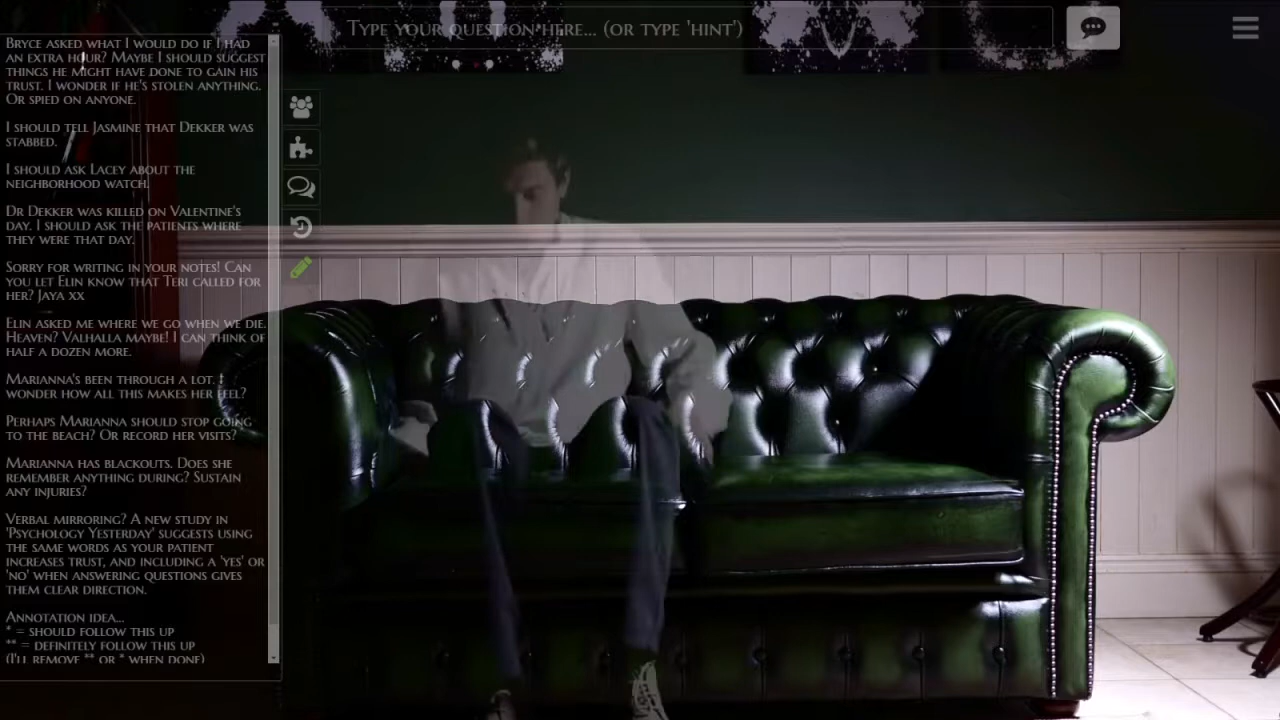 Type your question here... (or type 'hint')
Bryce asked what I would do if I had
an extra hour? Maybe I should suggest
things he might have done to gain his
trust. I wonder if he's stolen anything.
Or spied on anyone.
I should tell Jasmine that Dekker was
stabbed.
I should ask Lacey about the
neighborhood watch.
Dr Dekker was killed on Valentine's
Day. I should ask the patients where
they were that day.
Sorry for writing in your notes! Can
you let Elin know that Teri called for
her? Jaya xx
Elin asked me where we go when we die.
Heaven? Valhalla maybe! I can think of
half a dozen more.
Marianna's been through a lot. I
wonder how all this makes her feel?
Perhaps Marianna should stop going
to the beach? Or record her visits?
Marianna has blackouts. Does she
remember anything during? Sustain
any injuries?
Verbal mirroring? A new study in
'Psychology Yesterday' suggests using
the same words as your patient
increases trust, and including a 'yes' or
'no' when answering questions gives
them clear direction.
Annotation idea...
* = should follow this up
** = definitely follow this up
(I'll remove ** or * when done)